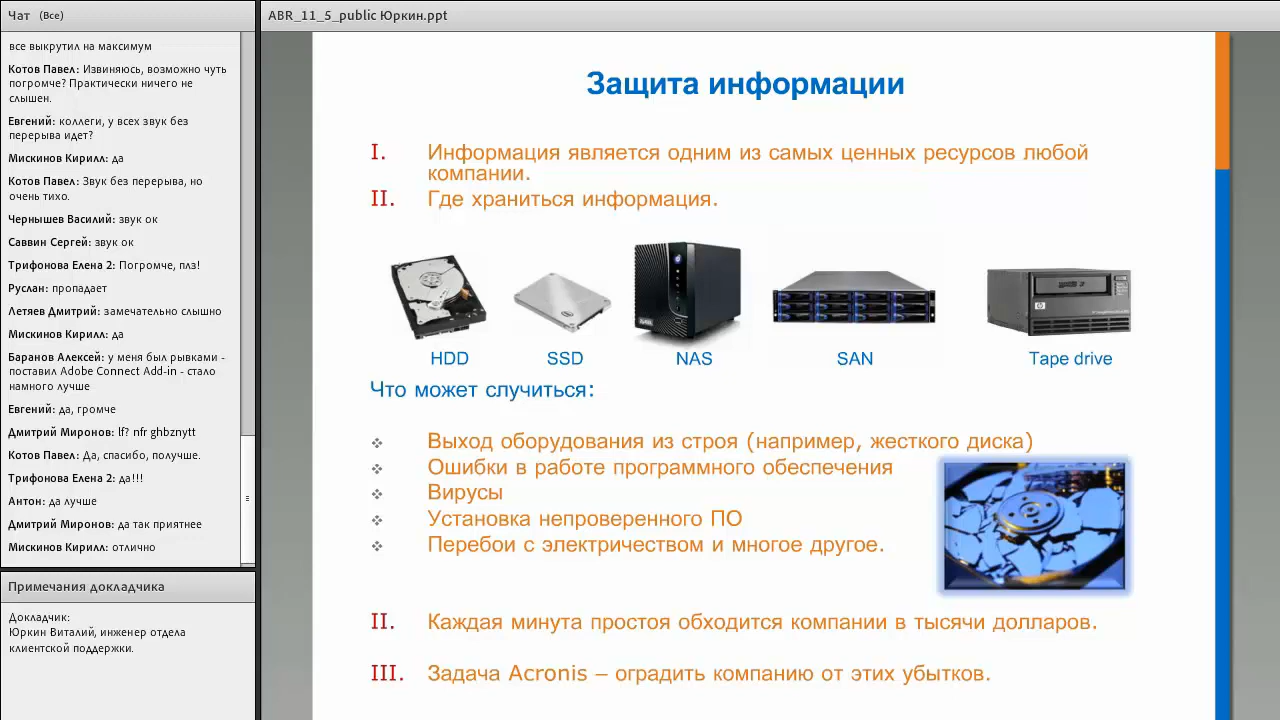 Чат (Все)
все выкрутил на максимум
Котов Павел: Извиняюсь, возможно чуть
погромче? Практически ничего не
слышен.
Евгений: коллеги, у всех звук без
перерыва идет?
Мискинов Кирилл: да
Котов Павел: Звук без перерыва, но
очень тихо.
Чернышев Василий: звук ок
Саввин Сергей: звук ок
Трифонова Елена 2: Погромче, плз!
Руслан: пропадает
Летяев Дмитрий: замечательно слышно
Мискинов Кирилл: да
Баранов Алексей: у меня был рывками -
поставил Adobe Connect Add-in - стало
намного лучше
Евгений: да, громче
Дмитрий Миронов: lf? nfr ghbznytt
Котов Павел: Да, спасибо, получше.
Трифонова Елена 2: да!!!
Антон: да лучше
Дмитрий Миронов: да так приятнее
Мискинов Кирилл: отлично
Примечания докладчика
Докладчик:
Юркин Виталий, инженер отдела
клиентской поддержки.
ABR_11_5_public Юркин.ppt
Защита информации
I. Информация является одним из самых ценных ресурсов любой
компании.
II. Где храниться информация.
HDD SSD NAS SAN Tape drive
Что может случиться:
❖ Выход оборудования из строя (например, жесткого диска)
❖ Ошибки в работе программного обеспечения
❖ Вирусы
❖ Установка непроверенного ПО
❖ Перебои с электричеством и многое другое.
II. Каждая минута простоя обходится компании в тысячи долларов.
III. Задача Acronis – оградить компанию от этих убытков.